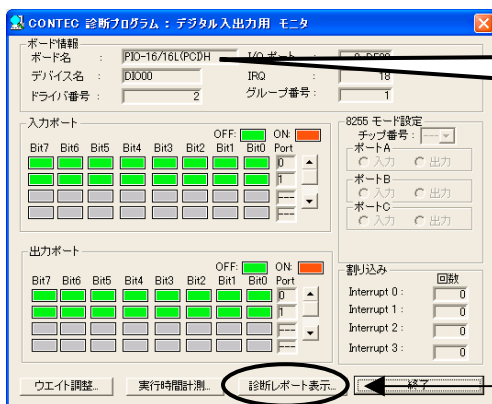 CONTEC 診断プログラム : デジタル入出力用 モニタ
ボード情報
ボード名 : PIO-16/16L(PCI)H
I/Oポート :
デバイス名 : DIO00
IRQ : 18
ドライバ番号 : 2
グループ番号 : 1
入力ポート
OFF: ON:
Bit7 Bit6 Bit5 Bit4 Bit3 Bit2 Bit1 Bit0 Port
0
1
---
---
8255 モード設定
チップ番号 : ---
ポートA
入力 出力
ポートB
入力 出力
ポートC
入力 出力
出力ポート
OFF: ON:
Bit7 Bit6 Bit5 Bit4 Bit3 Bit2 Bit1 Bit0 Port
0
1
---
---
割り込み
回数
Interrupt 0 : 0
Interrupt 1 : 0
Interrupt 2 : 0
Interrupt 3 : 0
ウエイト調整... 実行時間計測... 診断レポート表示... 終了